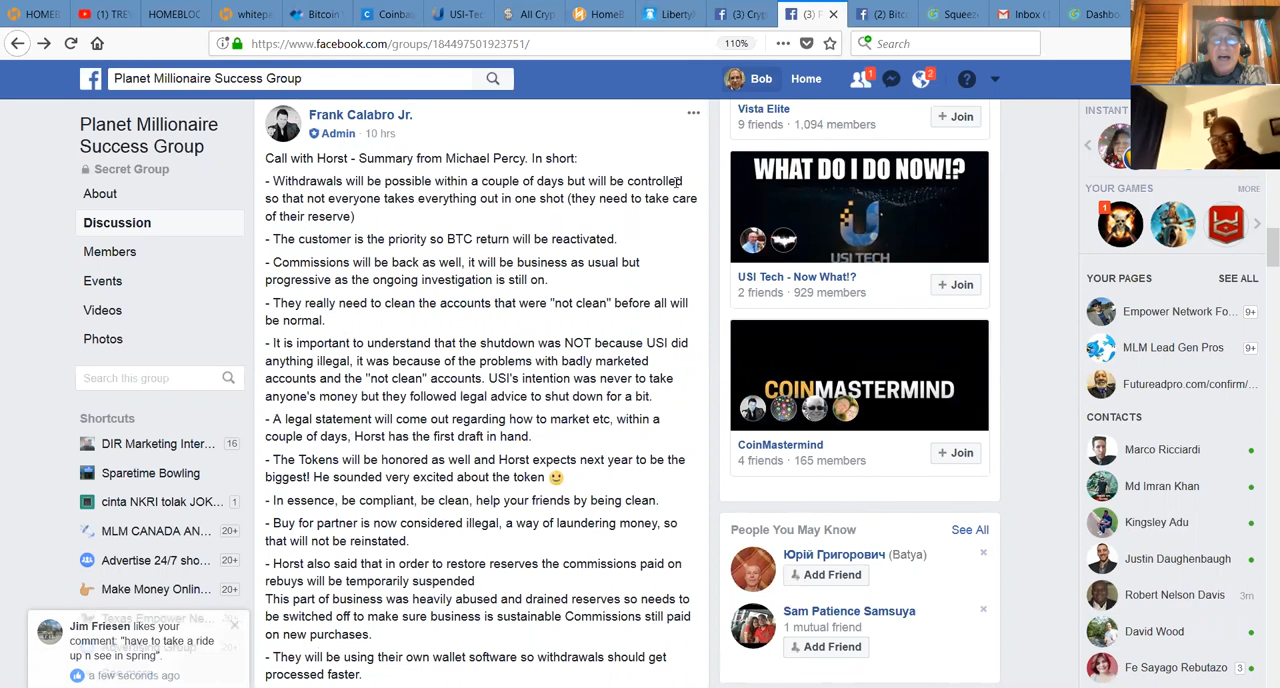 HOMEB
(1) TRE
HOMEBLOC
whitepe
Bitcoin
Coinba
USI-Tec
All Cryp
HomeB
Liberty
(3) Cryp
(3) F
(2) Bitc
Squeez
Inbox (
Dashbo
https://www.facebook.com/groups/184497501923751/
110%
Search
Planet Millionaire Success Group
Bob
Home
1
2
Planet Millionaire
Success Group
Secret Group
About
Discussion
Members
Events
Videos
Photos
Search this group
Shortcuts
DIR Marketing Inter... 16
Sparetime Bowling
cinta NKRI tolak JOK... 1
MLM CANADA AN... 20+
Advertise 24/7 sho... 20+
Make Money Onlin... 20+
Texas Empower Ne...
Jim Friesen likes your
comment: "have to take a ride
up n see in spring".
a few seconds ago
Frank Calabro Jr.
Admin · 10 hrs
Call with Horst - Summary from Michael Percy. In short:
- Withdrawals will be possible within a couple of days but will be controlled
so that not everyone takes everything out in one shot (they need to take care
of their reserve)
- The customer is the priority so BTC return will be reactivated.
- Commissions will be back as well, it will be business as usual but
progressive as the ongoing investigation is still on.
- They really need to clean the accounts that were "not clean" before all will
be normal.
- It is important to understand that the shutdown was NOT because USI did
anything illegal, it was because of the problems with badly marketed
accounts and the "not clean" accounts. USI's intention was never to take
anyone's money but they followed legal advice to shut down for a bit.
- A legal statement will come out regarding how to market etc, within a
couple of days, Horst has the first draft in hand.
- The Tokens will be honored as well and Horst expects next year to be the
biggest! He sounded very excited about the token
- In essence, be compliant, be clean, help your friends by being clean.
- Buy for partner is now considered illegal, a way of laundering money, so
that will not be reinstated.
- Horst also said that in order to restore reserves the commissions paid on
rebuys will be temporarily suspended
This part of business was heavily abused and drained reserves so needs to
be switched off to make sure business is sustainable Commissions still paid
on new purchases.
- They will be using their own wallet software so withdrawals should get
processed faster.
Vista Elite
9 friends · 1,094 members
+ Join
WHAT DO I DO NOW!?
USI TECH
USI Tech - Now What!?
2 friends · 929 members
+ Join
COINMASTERMIND
CoinMastermind
4 friends · 165 members
+ Join
People You May Know
See All
Юрій Григорович (Batya)
Add Friend
Sam Patience Samsuya
1 mutual friend
Add Friend
INSTANT
YOUR GAMES
MORE
1
YOUR PAGES
SEE ALL
Empower Network Fo... 9+
MLM Lead Gen Pros 9+
Futureadpro.com/confirm/...
CONTACTS
Marco Ricciardi
Md Imran Khan
Kingsley Adu
Justin Daughenbaugh
Robert Nelson Davis 3m
David Wood
Fe Sayago Rebutazo 3